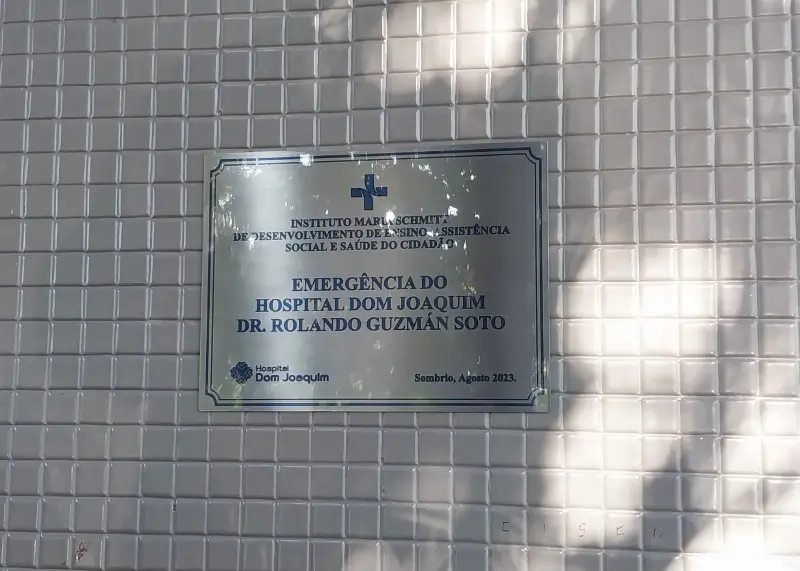 INSTITUTO MARIA SCHMITT
DE DESENVOLVIMENTO DE ENSINO, ASSISTÊNCIA
SOCIAL E SAÚDE DO CIDADÃO
EMERGÊNCIA DO
HOSPITAL DOM JOAQUIM
DR. ROLANDO GUZMÁN SOTO
Hospital
Dom Joaquim
Sombrio, Agosto 2023.